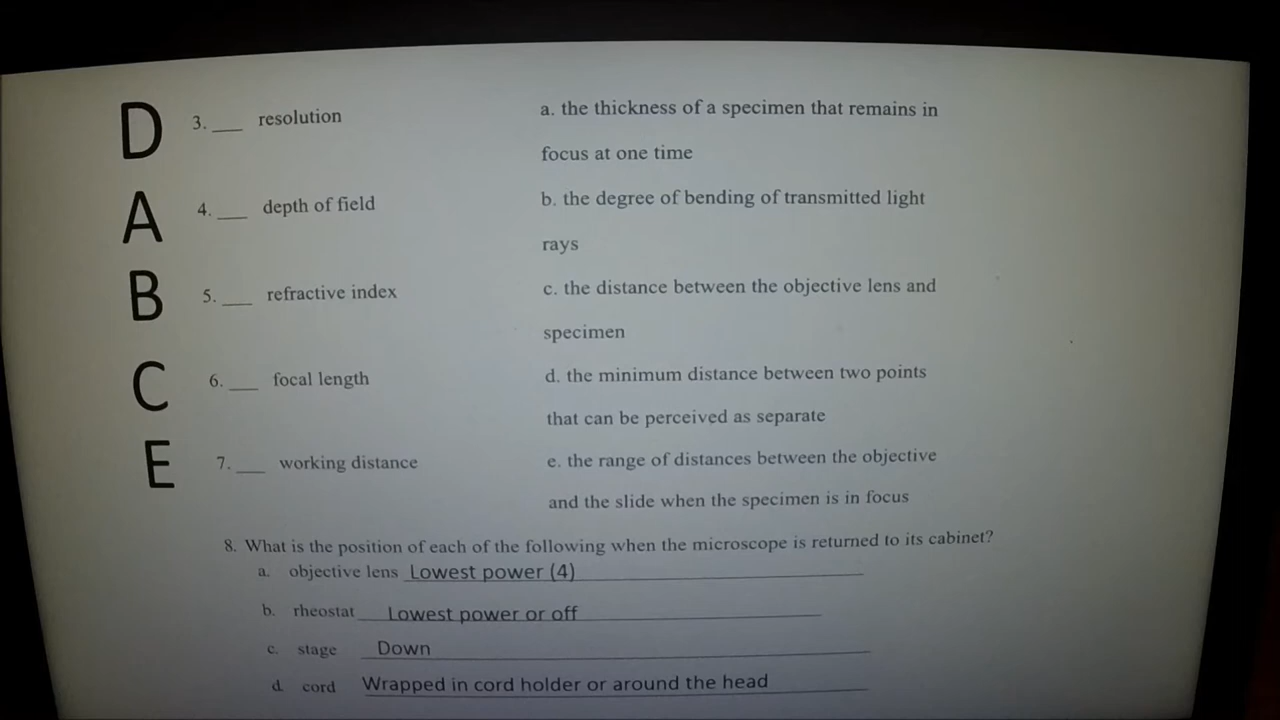 D 3. ___ resolution a. the thickness of a specimen that remains in
focus at one time
A 4. ___ depth of field b. the degree of bending of transmitted light
rays
B 5. ___ refractive index c. the distance between the objective lens and
specimen
C 6. ___ focal length d. the minimum distance between two points
that can be perceived as separate
E 7. ___ working distance e. the range of distances between the objective
and the slide when the specimen is in focus
8. What is the position of each of the following when the microscope is returned to its cabinet?
a. objective lens Lowest power (4)
b. rheostat Lowest power or off
c. stage Down
d. cord Wrapped in cord holder or around the head